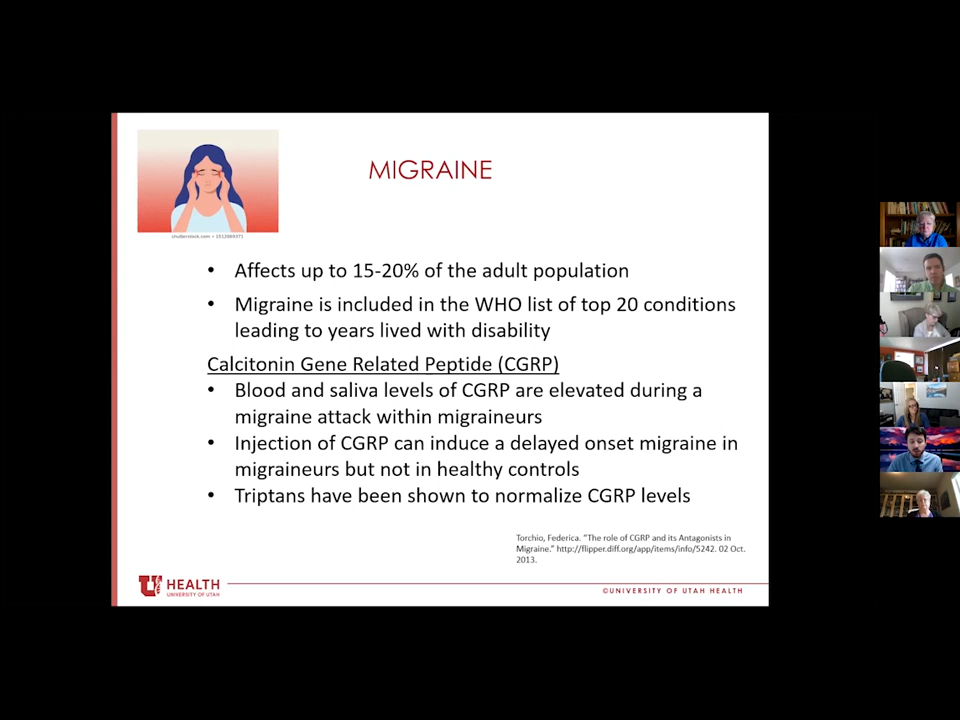 MIGRAINE
shutterstock.com • 1012069371
• Affects up to 15-20% of the adult population
• Migraine is included in the WHO list of top 20 conditions
leading to years lived with disability
Calcitonin Gene Related Peptide (CGRP)
• Blood and saliva levels of CGRP are elevated during a
migraine attack within migraineurs
• Injection of CGRP can induce a delayed onset migraine in
migraineurs but not in healthy controls
• Triptans have been shown to normalize CGRP levels
Torchio, Federica. “The role of CGRP and its Antagonists in
Migraine.” http://flipper.diff.org/app/items/info/5242. 02 Oct.
2013.
U HEALTH
UNIVERSITY OF UTAH
©UNIVERSITY OF UTAH HEALTH